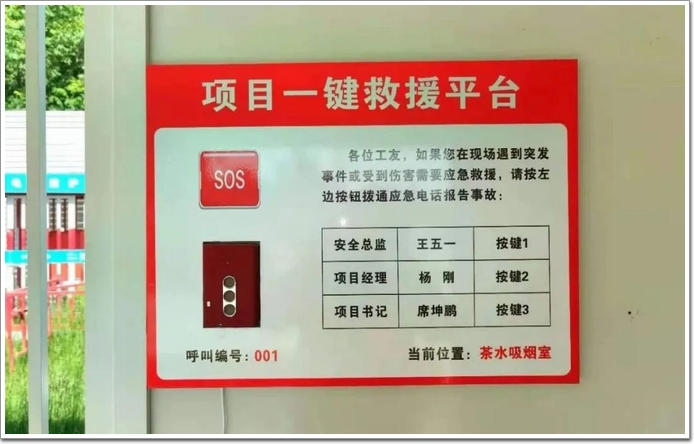 项目一键救援平台
SOS
各位工友，如果您在现场遇到突发
事件或受到伤害需要应急救援，请按左
边按钮拨通应急电话报告事故：
安全总监 王五一 按键1
项目经理 杨 刚 按键2
项目书记 席坤鹏 按键3
呼叫编号：001
当前位置：茶水吸烟室